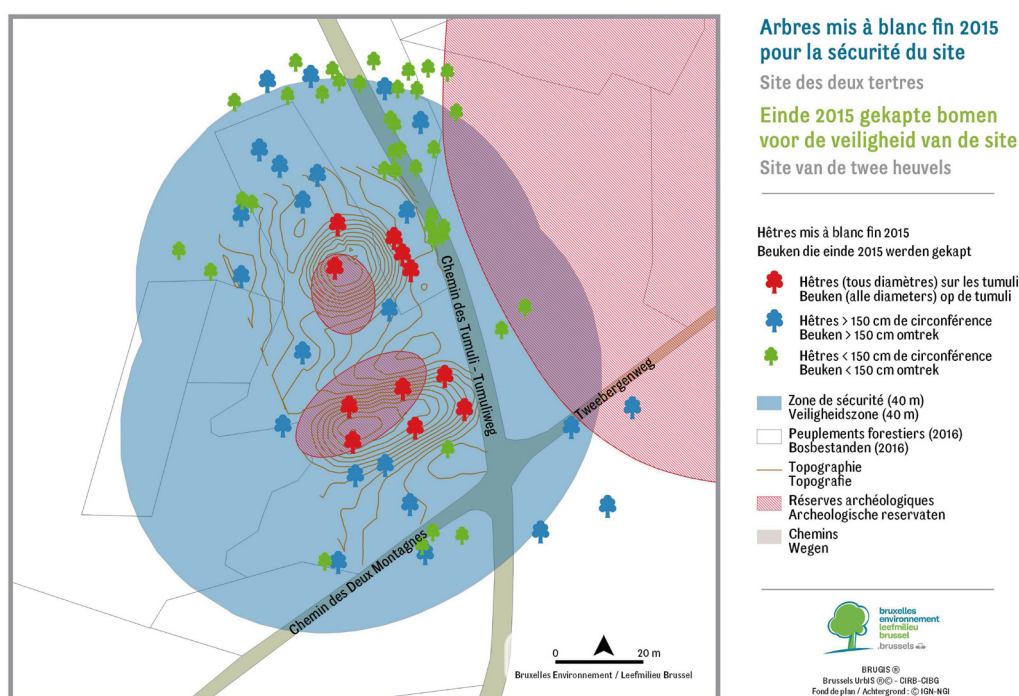 Arbres mis à blanc fin 2015
pour la sécurité du site
Site des deux tertres
Einde 2015 gekapte bomen
voor de veiligheid van de site
Site van twee heuvels
Hêtres mis à blanc fin 2015
Beuken die einde 2015 werden gekapt
Hêtres (tous diamètres) sur les tumuli
Beuken (alle diameters) op de tumuli
Hêtres > 150 cm de circonférence
Beuken > 150 cm omtrek
Hêtres < 150 cm de circonférence
Beuken < 150 cm omtrek
Zone de sécurité (40 m)
Veiligheidszone (40 m)
Peuplements forestiers (2016)
Bosbestanden (2016)
Topographie
Topografie
Réserves archéologiques
Archeologische reservaten
Chemins
Wegen
Chemin des Tumuli - Tumuliweg
Tweebergenweg
Chemin des Deux Montagnes
0 20 m
Bruxelles Environnement / Leefmilieu Brussel
bruxelles
environnement
leefmilieu
brussel
.brussels
BRUGIS ®
Brussels UrbIS ®© - CIRB-CIBG
Fond de plan / Achtergrond : © IGN-NGI